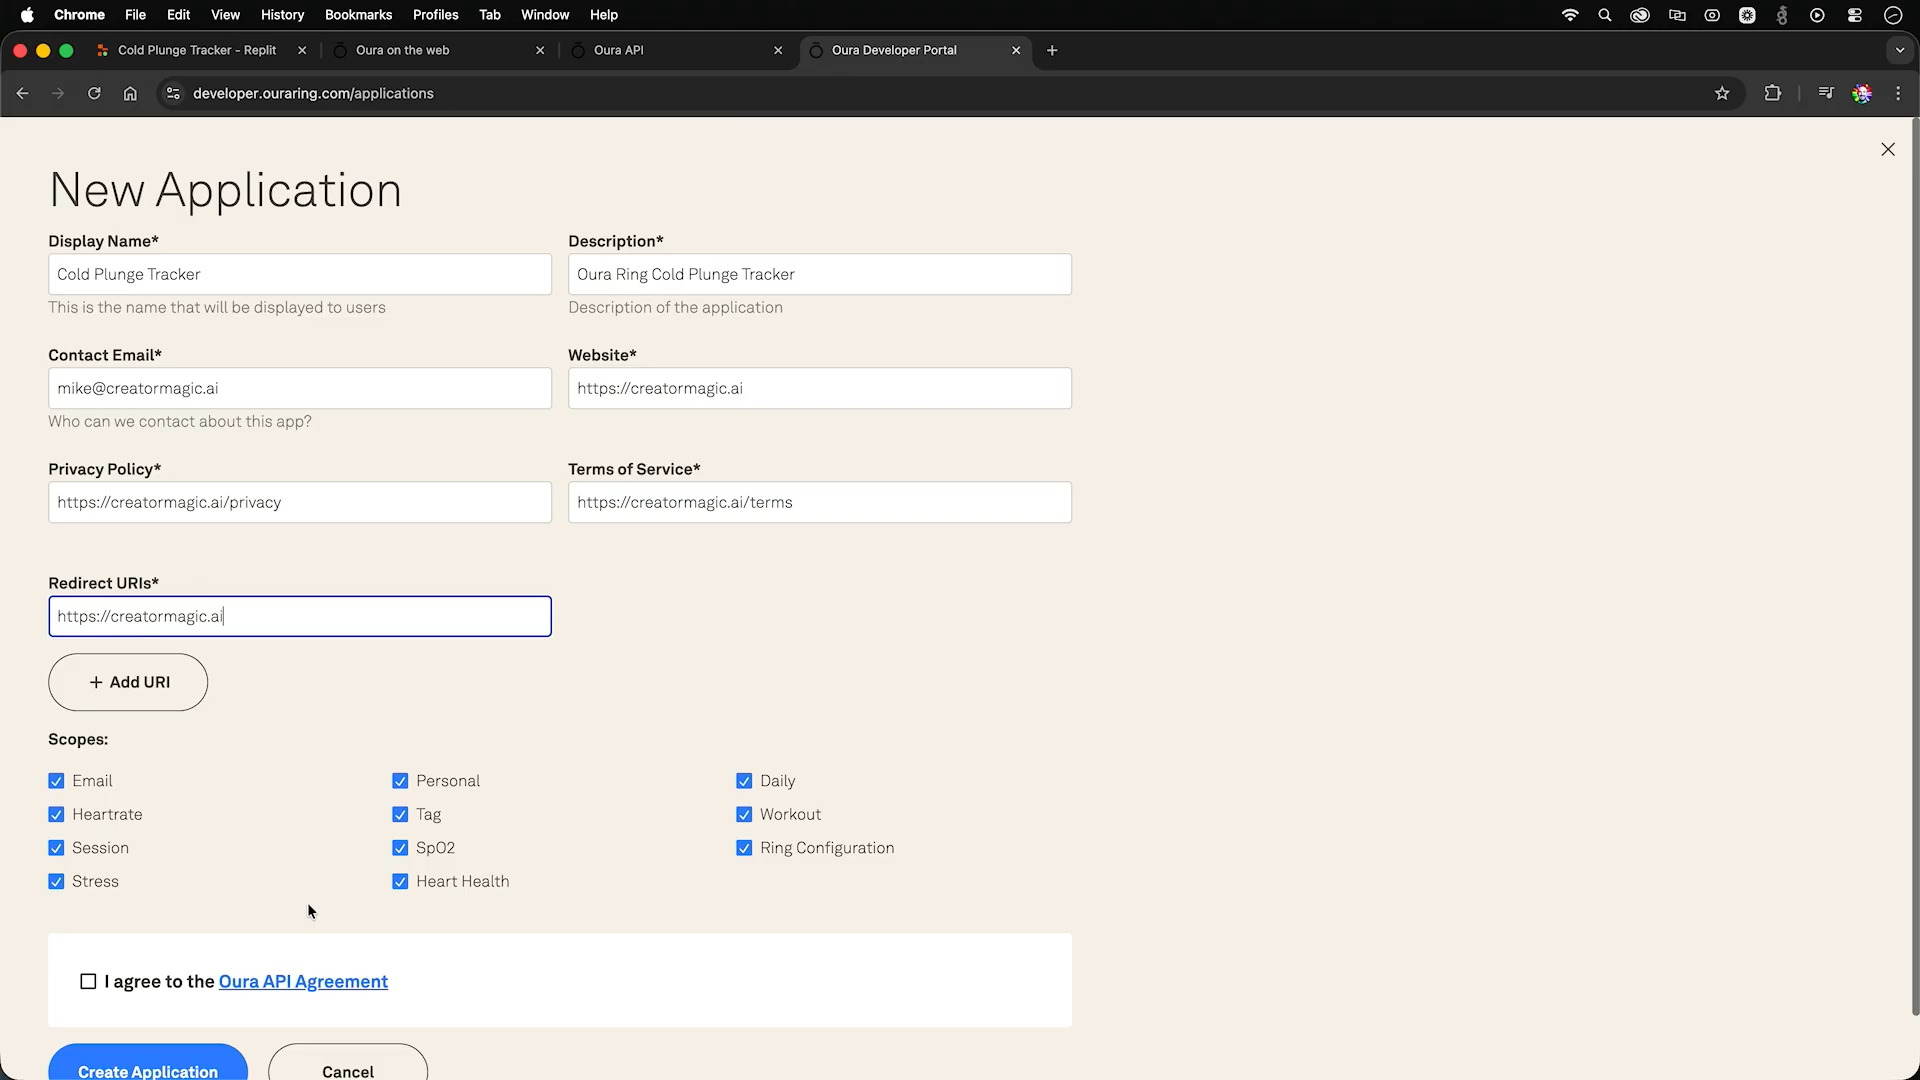 Chrome File Edit View History Bookmarks Profiles Tab Window Help
Cold Plunge Tracker - Replit Oura on the web Oura API Oura Developer Portal
developer.ouraring.com/applications
New Application
Display Name* Description*
Cold Plunge Tracker Oura Ring Cold Plunge Tracker
This is the name that will be displayed to users Description of the application
Contact Email* Website*
mike@creatormagic.ai https://creatormagic.ai
Who can we contact about this app?
Privacy Policy* Terms of Service*
https://creatormagic.ai/privacy https://creatormagic.ai/terms
Redirect URIs*
https://creatormagic.ai
+ Add URI
Scopes:
Email Personal Daily
Heartrate Tag Workout
Session SpO2 Ring Configuration
Stress Heart Health
I agree to the Oura API Agreement
Create Application Cancel